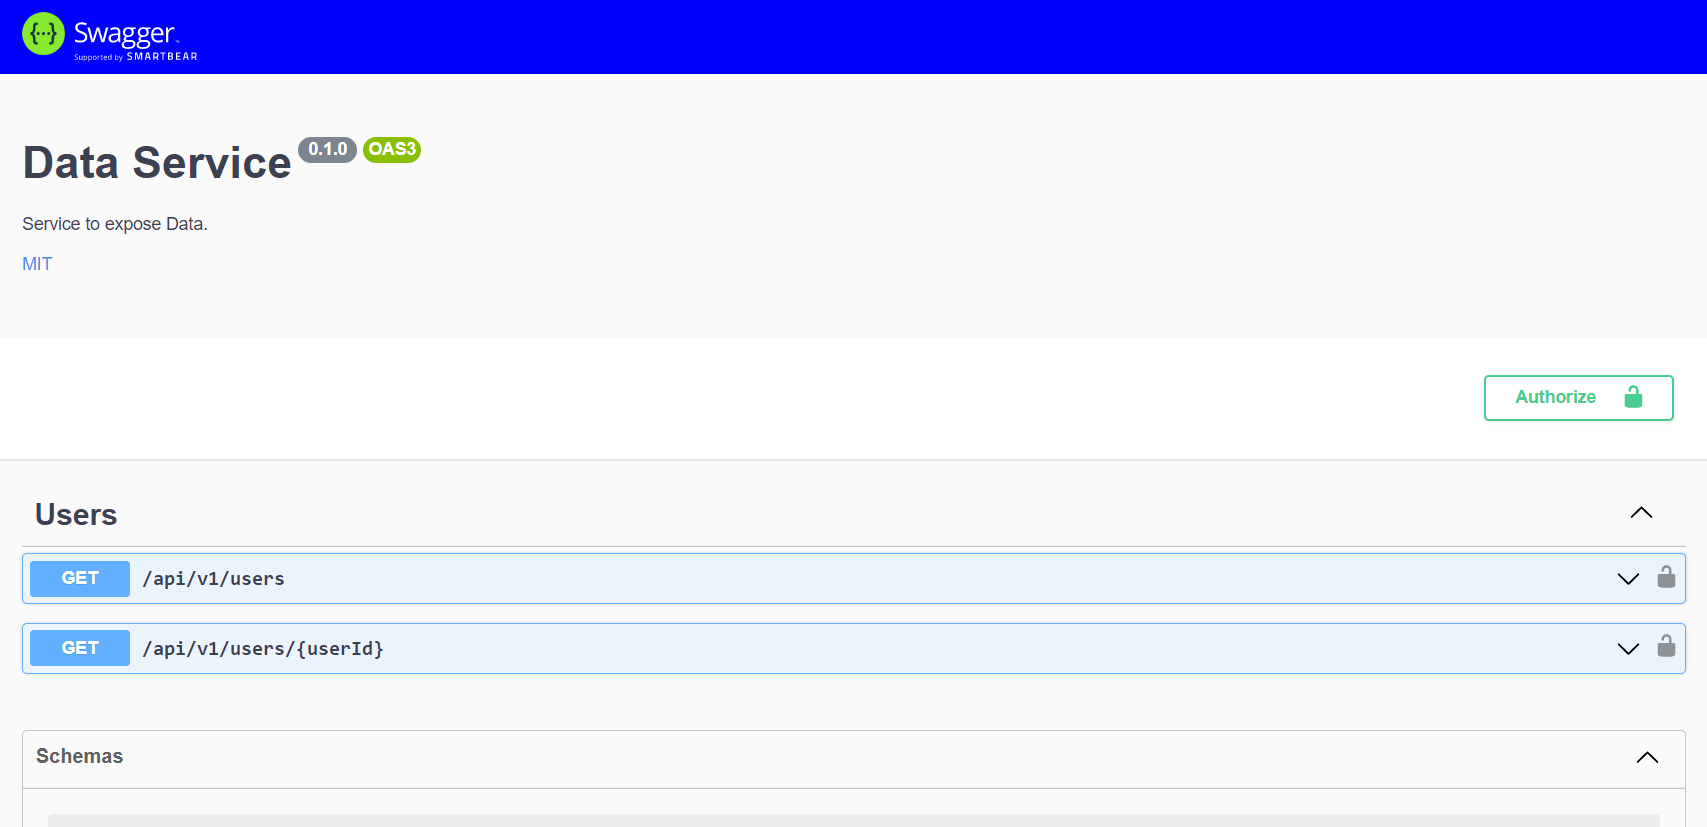 {···} Swagger™
Supported by SMARTBEAR
Data Service 0.1.0 OAS3
Service to expose Data.
MIT
Authorize
Users
GET /api/v1/users
GET /api/v1/users/{userId}
Schemas